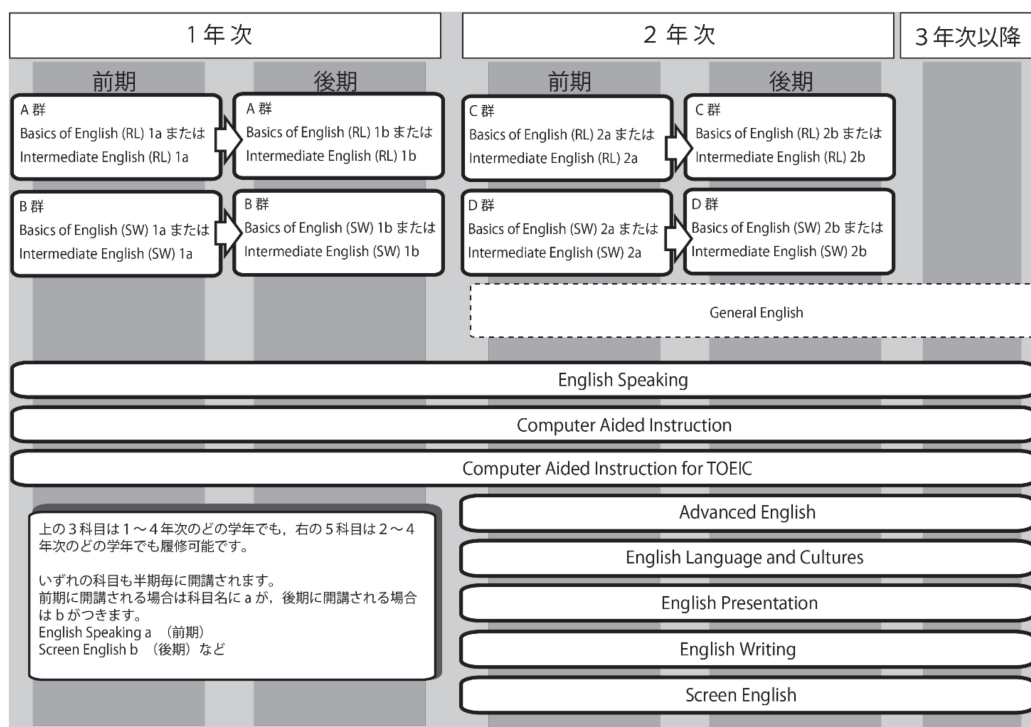 1年次
2年次
3年次以降
前期
後期
前期
後期
A群
Basics of English (RL) 1a または
Intermediate English (RL) 1a
A群
Basics of English (RL) 1b または
Intermediate English (RL) 1b
C群
Basics of English (RL) 2a または
Intermediate English (RL) 2a
C群
Basics of English (RL) 2b または
Intermediate English (RL) 2b
B群
Basics of English (SW) 1a または
Intermediate English (SW) 1a
B群
Basics of English (SW) 1b または
Intermediate English (SW) 1b
D群
Basics of English (SW) 2a または
Intermediate English (SW) 2a
D群
Basics of English (SW) 2b または
Intermediate English (SW) 2b
General English
English Speaking
Computer Aided Instruction
Computer Aided Instruction for TOEIC
上の3科目は1～4年次のどの学年でも，右の5科目は2～4
年次のどの学年でも履修可能です。
いずれの科目も半期毎に開講されます。
前期に開講される場合は科目名にaが，後期に開講される場合
はbがつきます。
English Speaking a （前期）
Screen English b （後期）など
Advanced English
English Language and Cultures
English Presentation
English Writing
Screen English